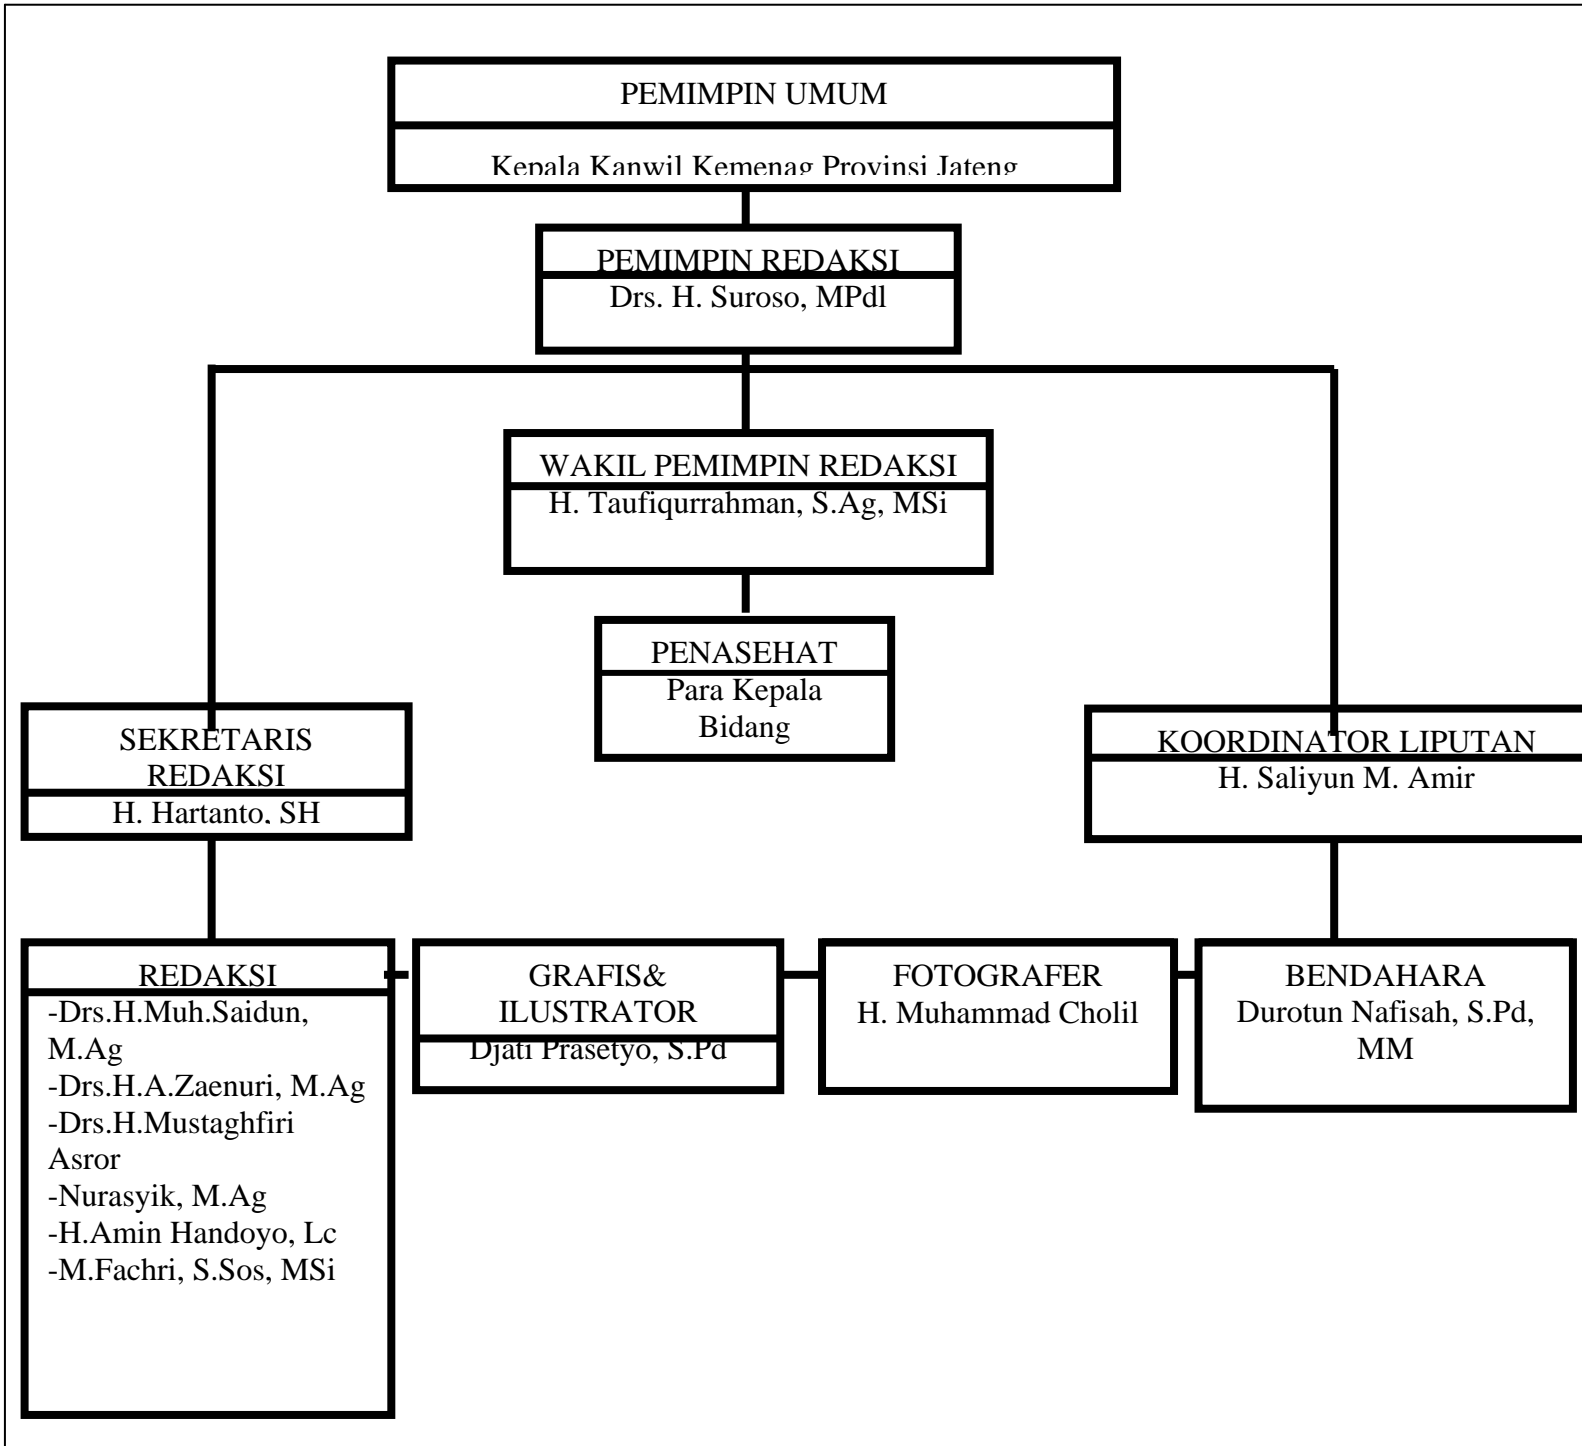 PEMIMPIN UMUM
Kepala Kanwil Kemenag Provinsi Jateng
PEMIMPIN REDAKSI
Drs. H. Suroso, MPdl
WAKIL PEMIMPIN REDAKSI
H. Taufiqurrahman, S.Ag, MSi
PENASEHAT
Para Kepala
Bidang
SEKRETARIS
REDAKSI
H. Hartanto, SH
KOORDINATOR LIPUTAN
H. Saliyun M. Amir
REDAKSI
-Drs.H.Muh.Saidun,
M.Ag
-Drs.H.A.Zaenuri, M.Ag
-Drs.H.Mustaghfiri
Asror
-Nurasyik, M.Ag
-H.Amin Handoyo, Lc
-M.Fachri, S.Sos, MSi
GRAFIS&
ILUSTRATOR
Djati Prasetyo, S.Pd
FOTOGRAFER
H. Muhammad Cholil
BENDAHARA
Durotun Nafisah, S.Pd,
MM